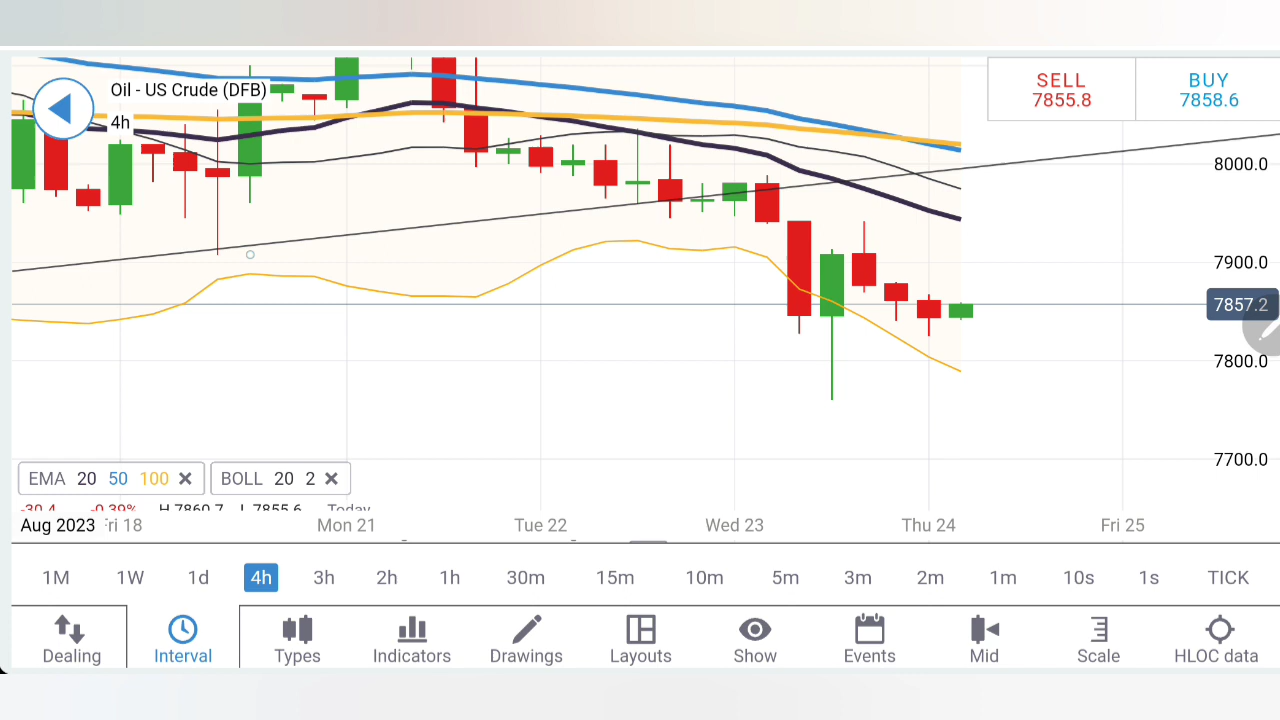 Oil - US Crude (DFB)
4h
SELL
7855.8
BUY
7858.6
8000.0
7900.0
7857.2
7800.0
7700.0
EMA 20 50 100
BOLL 20 2
-30.4 -0.39% H 7860.7 L 7855.6 Today
Aug 2023 Fri 18 Mon 21 Tue 22 Wed 23 Thu 24 Fri 25
1M 1W 1d 4h 3h 2h 1h 30m 15m 10m 5m 3m 2m 1m 10s 1s TICK
Dealing Interval Types Indicators Drawings Layouts Show Events Mid Scale HLOC data